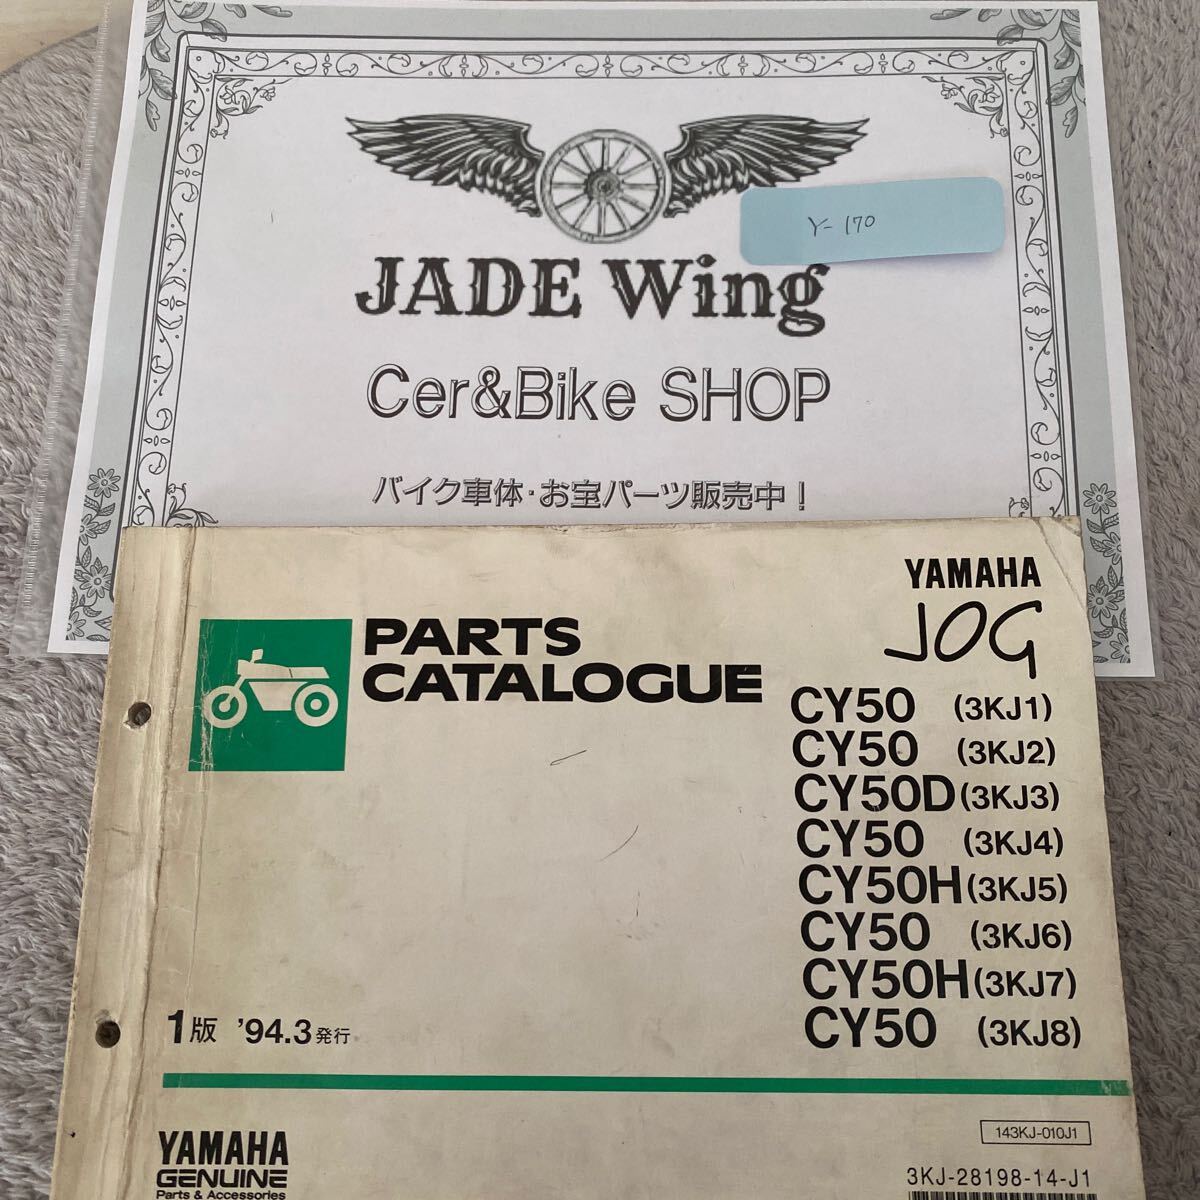 Y-170
JADE Wing
Cer&Bike SHOP
バイク車体・お宝パーツ販売中！
YAMAHA
JOG
PARTS
CATALOGUE
CY50 (3KJ1)
CY50 (3KJ2)
CY50D (3KJ3)
CY50 (3KJ4)
CY50H (3KJ5)
CY50 (3KJ6)
CY50H (3KJ7)
CY50 (3KJ8)
1版 '94.3発行
143KJ-010J1
YAMAHA
GENUINE
Parts & Accessories
3KJ-28198-14-J1